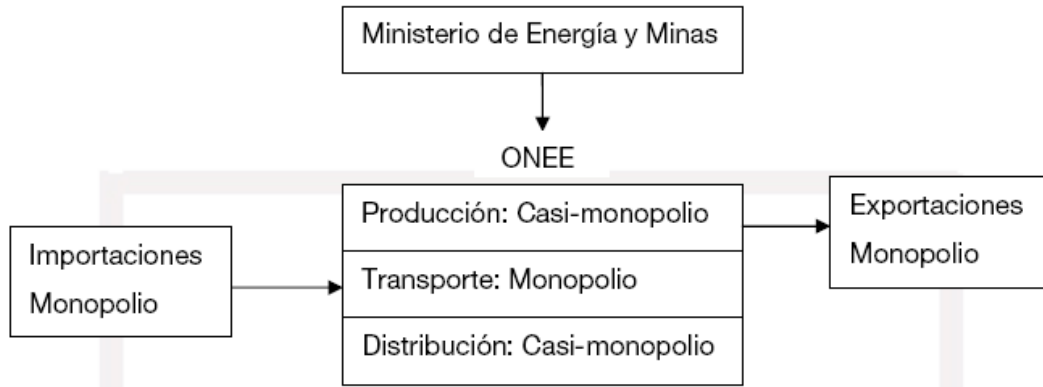 Ministerio de Energía y Minas
ONEE
Producción: Casi-monopolio
Transporte: Monopolio
Distribución: Casi-monopolio
Importaciones
Monopolio
Exportaciones
Monopolio